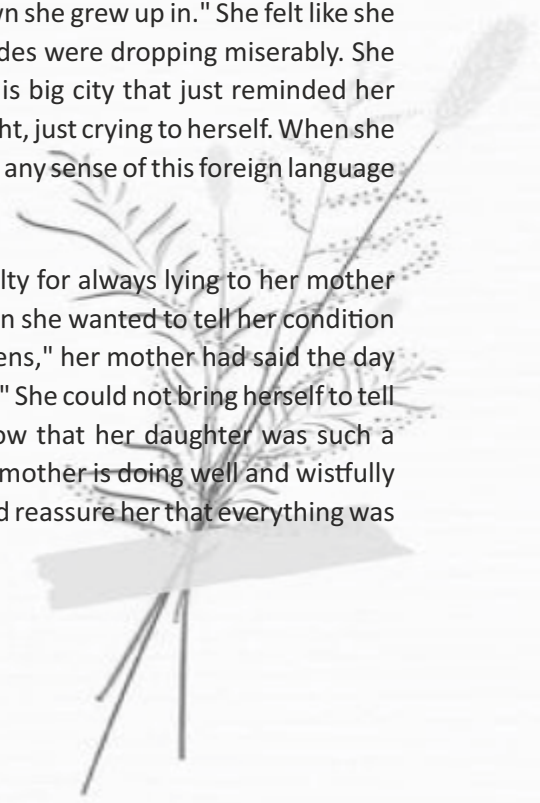 wn she grew up in." She felt like she
des were dropping miserably. She
is big city that just reminded her
ht, just crying to herself. When she
any sense of this foreign language
lty for always lying to her mother
n she wanted to tell her condition
ens," her mother had said the day
" She could not bring herself to tell
ow that her daughter was such a
mother is doing well and wistfully
d reassure her that everything was